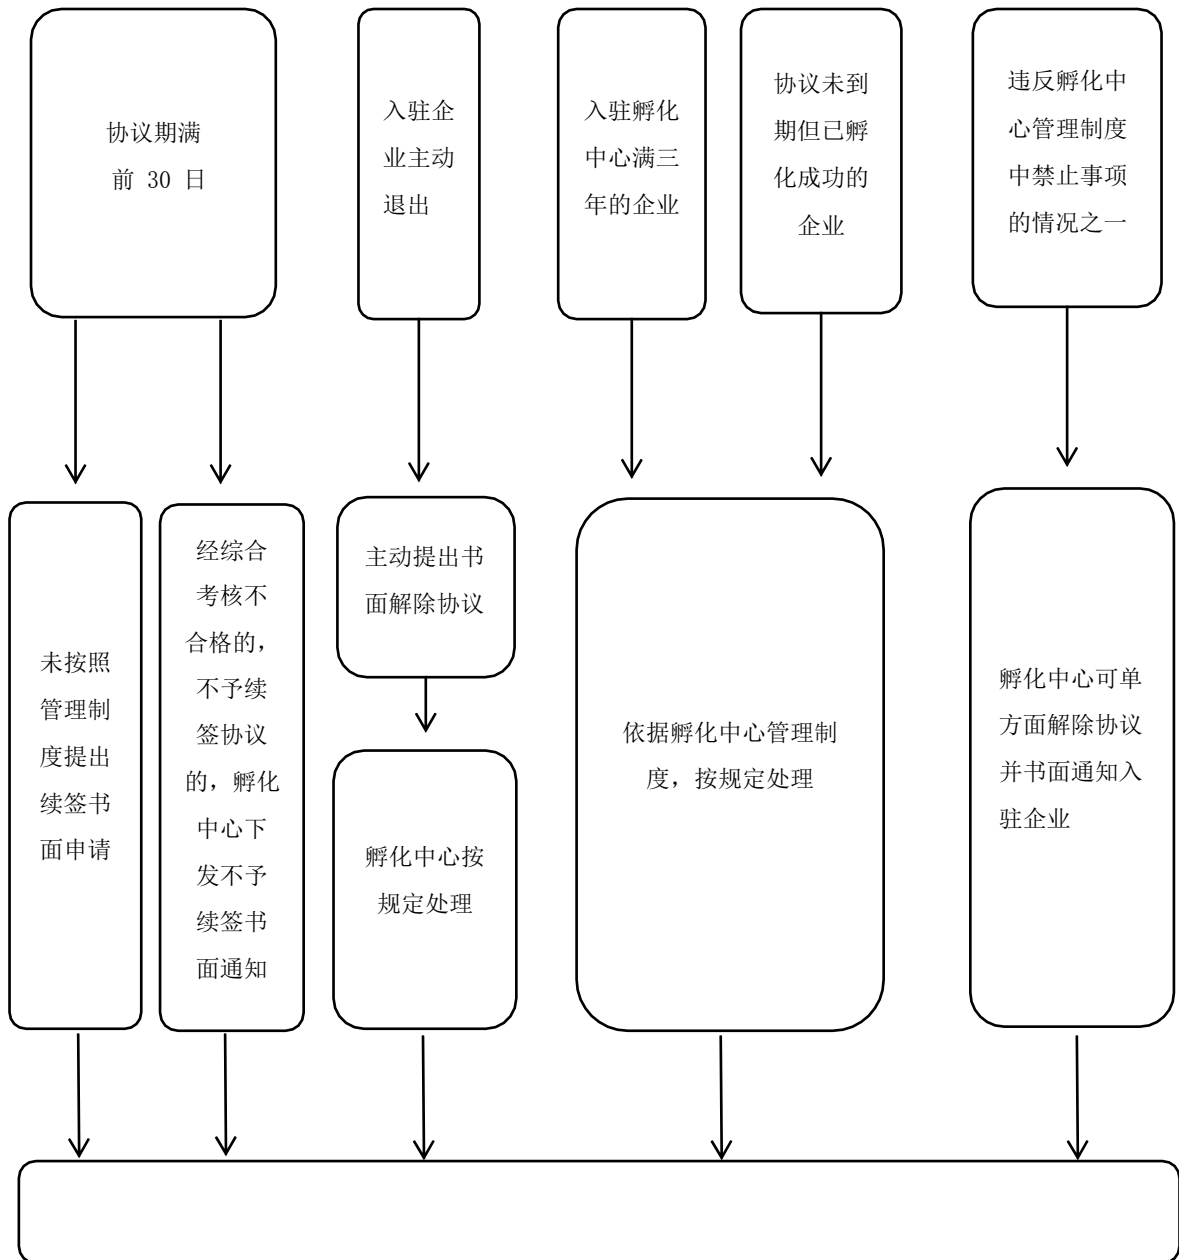 协议期满
前 30 日
入驻企
业主动
退出
入驻孵化
中心满三
年的企业
协议未到
期但已孵
化成功的
企业
违反孵化中
心管理制度
中禁止事项
的情况之一
未按照
管理制
度提出
续签书
面申请
经综合
考核不
合格的，
不予续
签协议
的，孵化
中心下
发不予
续签书
面通知
主动提出书
面解除协议
孵化中心按
规定处理
依据孵化中心管理制
度，按规定处理
孵化中心可单
方面解除协议
并书面通知入
驻企业